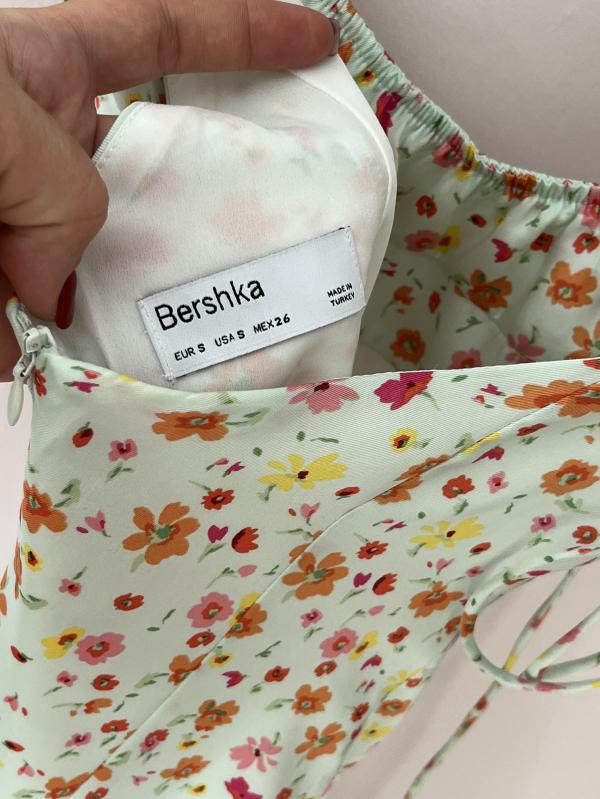 Bershka
MADE IN
TURKEY
EUR S USA S MEX 26